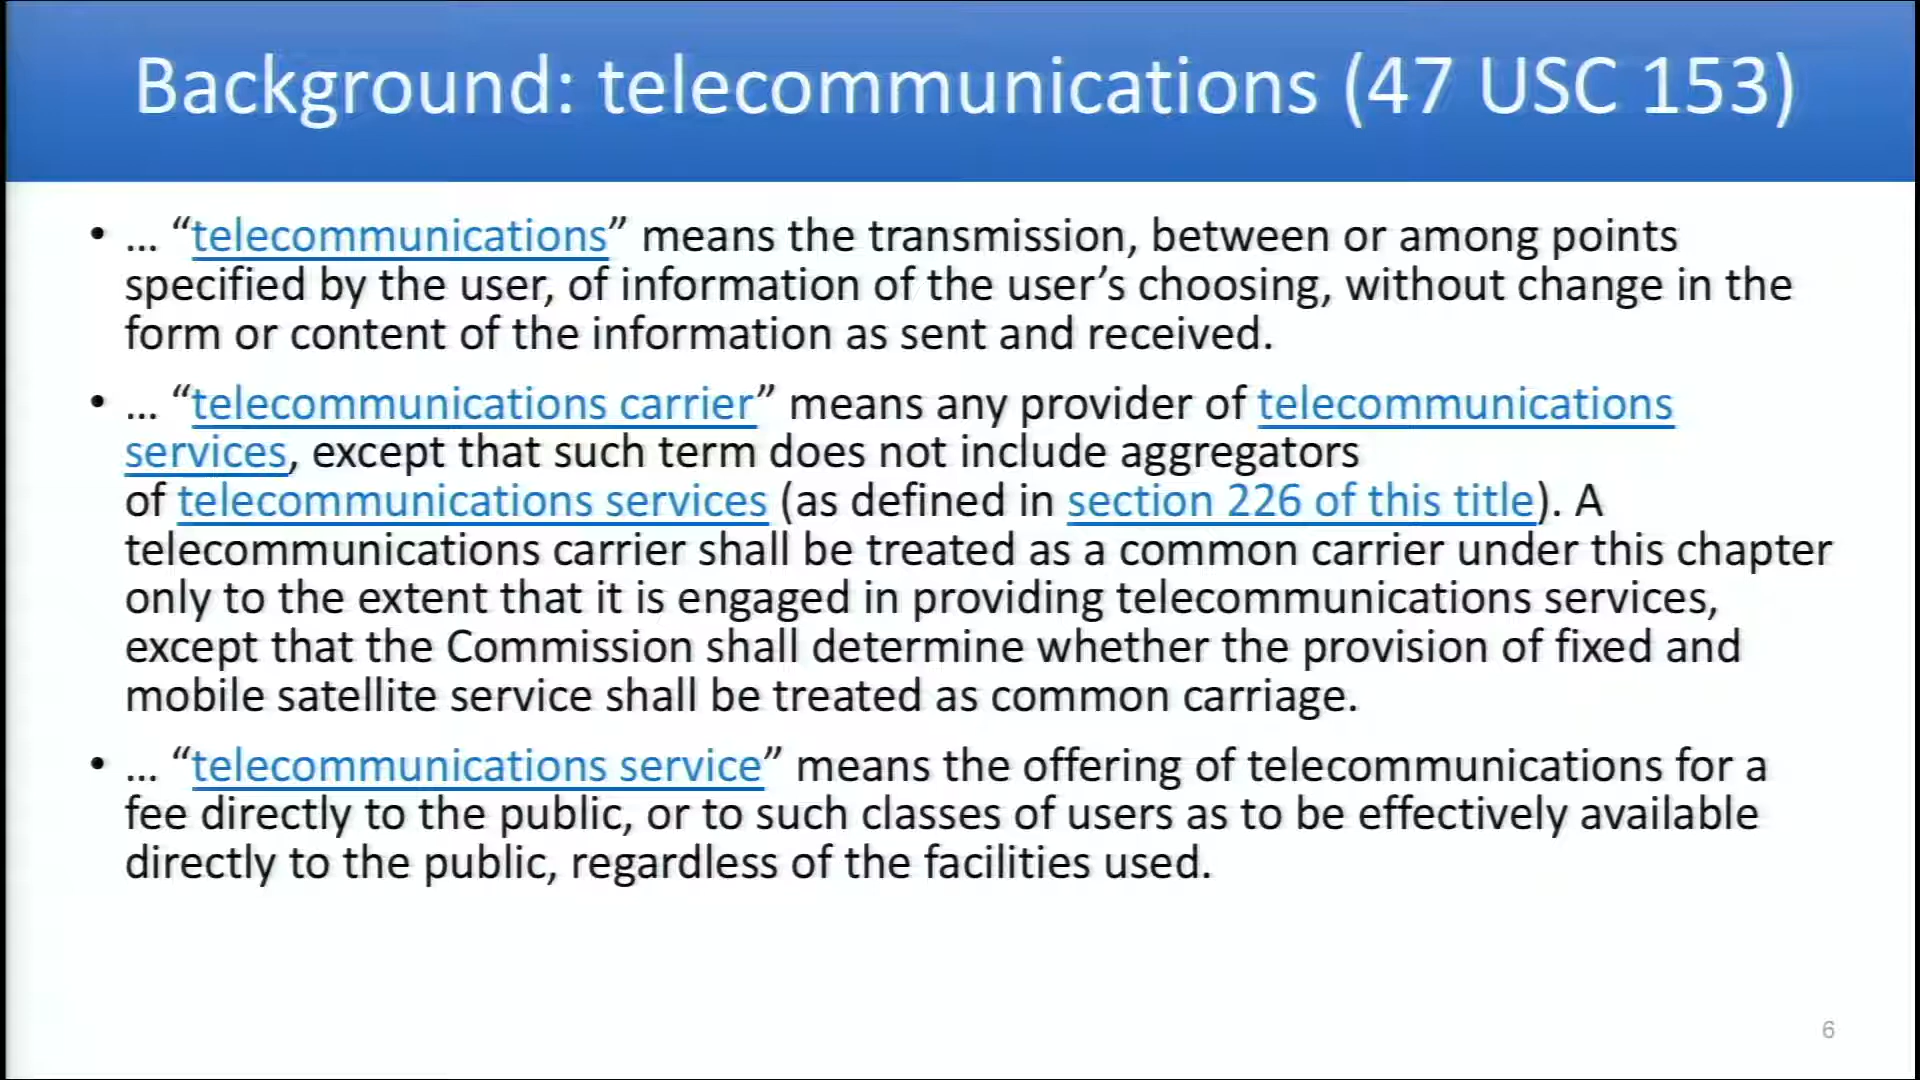 Background: telecommunications (47 USC 153)
• ... “telecommunications” means the transmission, between or among points
specified by the user, of information of the user’s choosing, without change in the
form or content of the information as sent and received.
• ... “telecommunications carrier” means any provider of telecommunications
services, except that such term does not include aggregators
of telecommunications services (as defined in section 226 of this title). A
telecommunications carrier shall be treated as a common carrier under this chapter
only to the extent that it is engaged in providing telecommunications services,
except that the Commission shall determine whether the provision of fixed and
mobile satellite service shall be treated as common carriage.
• ... “telecommunications service” means the offering of telecommunications for a
fee directly to the public, or to such classes of users as to be effectively available
directly to the public, regardless of the facilities used.
6